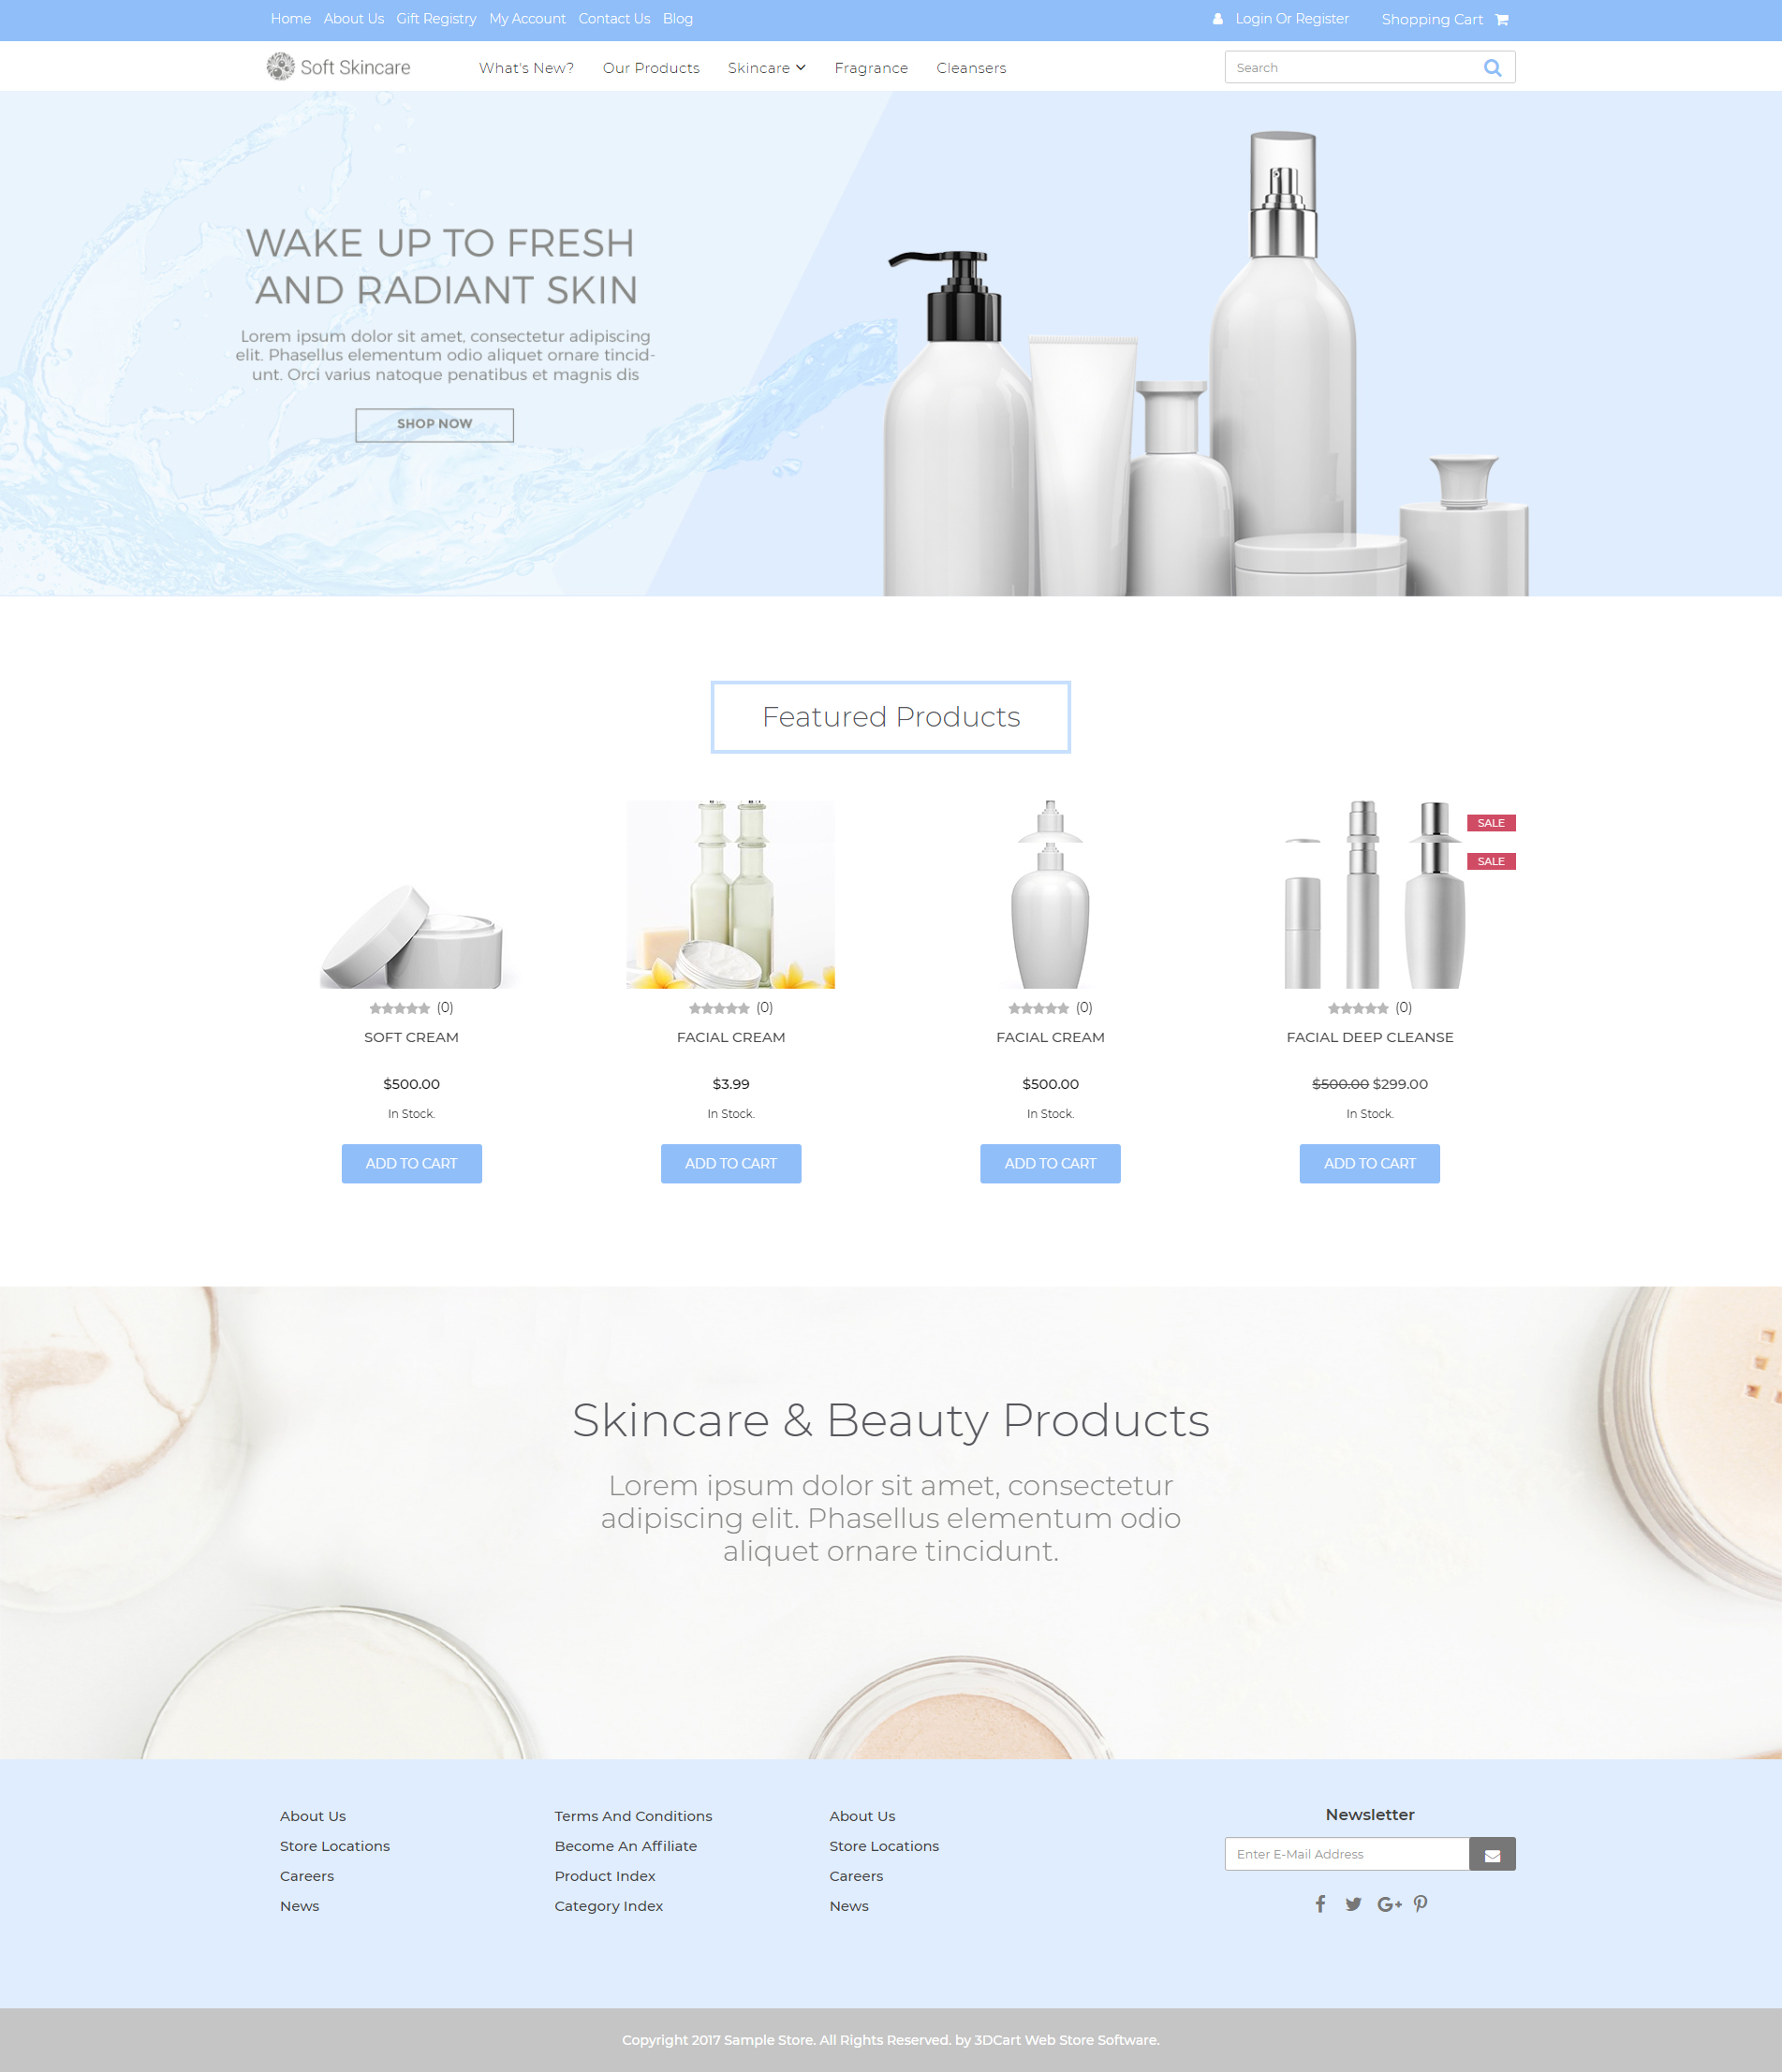 Home About Us Gift Registry My Account Contact Us Blog
Login Or Register Shopping Cart
Soft Skincare
What's New? Our Products Skincare Fragrance Cleansers
Search
WAKE UP TO FRESH
AND RADIANT SKIN
Lorem ipsum dolor sit amet, consectetur adipiscing
elit. Phasellus elementum odio aliquet ornare tincid-
unt. Orci varius natoque penatibus et magnis dis
SHOP NOW
Featured Products
SALE
SALE
(0) (0) (0) (0)
SOFT CREAM FACIAL CREAM FACIAL CREAM FACIAL DEEP CLEANSE
$500.00 $3.99 $500.00 $500.00 $299.00
In Stock. In Stock. In Stock. In Stock.
ADD TO CART ADD TO CART ADD TO CART ADD TO CART
Skincare & Beauty Products
Lorem ipsum dolor sit amet, consectetur
adipiscing elit. Phasellus elementum odio
aliquet ornare tincidunt.
About Us
Store Locations
Careers
News
Terms And Conditions
Become An Affiliate
Product Index
Category Index
About Us
Store Locations
Careers
News
Newsletter
Enter E-Mail Address
Copyright 2017 Sample Store. All Rights Reserved. by 3DCart Web Store Software.